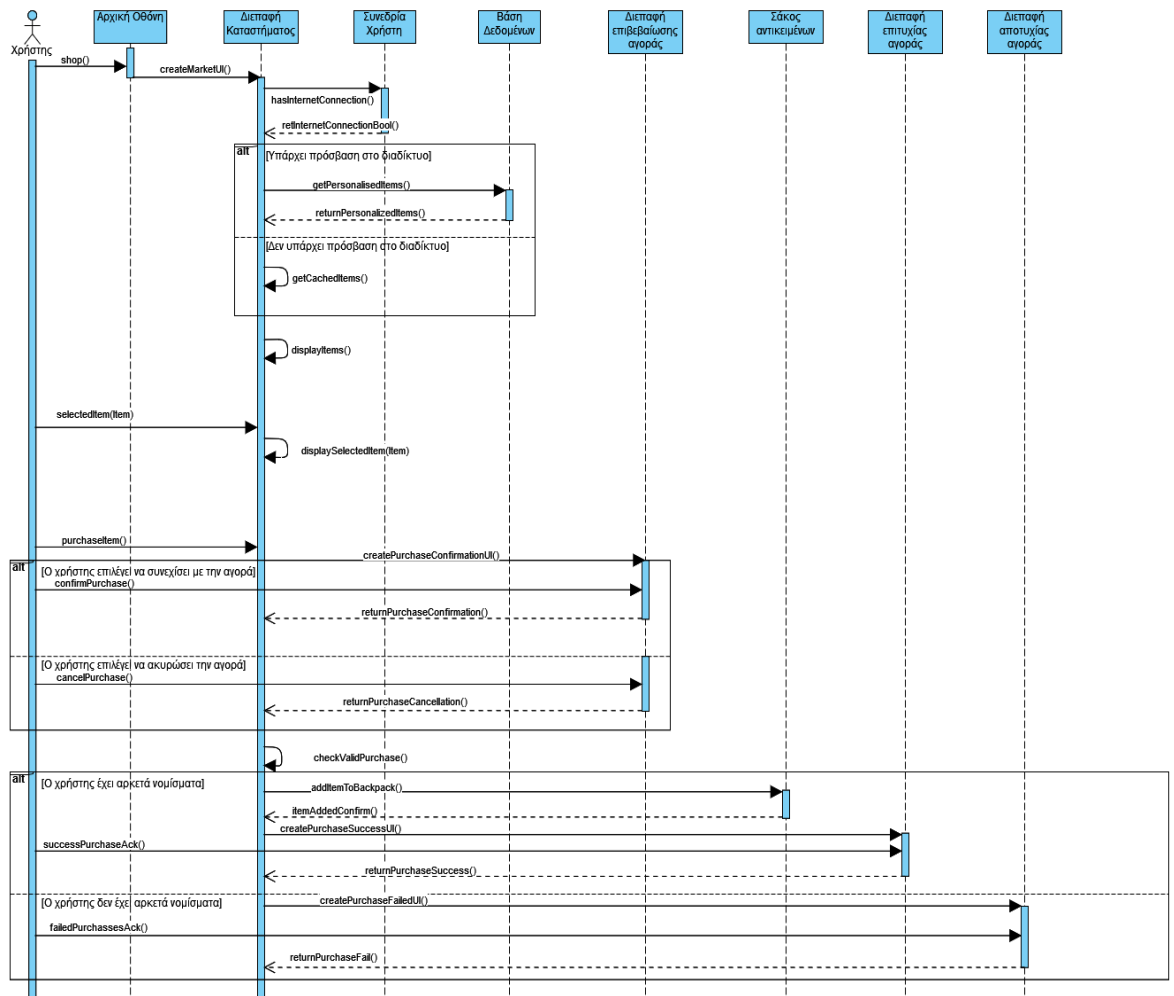 Χρήστης
Αρχική Οθόνη
Διεπαφή
Καταστήματος
Συνεδρία
Χρήστη
Βάση
Δεδομένων
Διεπαφή
επιβεβαίωσης
αγοράς
Σάκος
αντικειμένων
Διεπαφή
επιτυχίας
αγοράς
Διεπαφή
αποτυχίας
αγοράς
shop()
createMarketUI()
hasInternetConnection()
retInternetConnectionBool()
alt
[Υπάρχει πρόσβαση στο διαδίκτυο]
getPersonalisedItems()
returnPersonalizedItems()
[Δεν υπάρχει πρόσβαση στο διαδίκτυο]
getCachedItems()
displayItems()
selectedItem(Item)
displaySelectedItem(Item)
purchaseItem()
createPurchaseConfirmationUI()
alt
[Ο χρήστης επιλέγει να συνεχίσει με την αγορά]
confirmPurchase()
returnPurchaseConfirmation()
[Ο χρήστης επιλέγει να ακυρώσει την αγορά]
cancelPurchase()
returnPurchaseCancellation()
checkValidPurchase()
alt
[Ο χρήστης έχει αρκετά νομίσματα]
addItemToBackpack()
itemAddedConfirm()
createPurchaseSuccessUI()
successPurchaseAck()
returnPurchaseSuccess()
[Ο χρήστης δεν έχει αρκετά νομίσματα]
createPurchaseFailedUI()
failedPurchassesAck()
returnPurchaseFail()